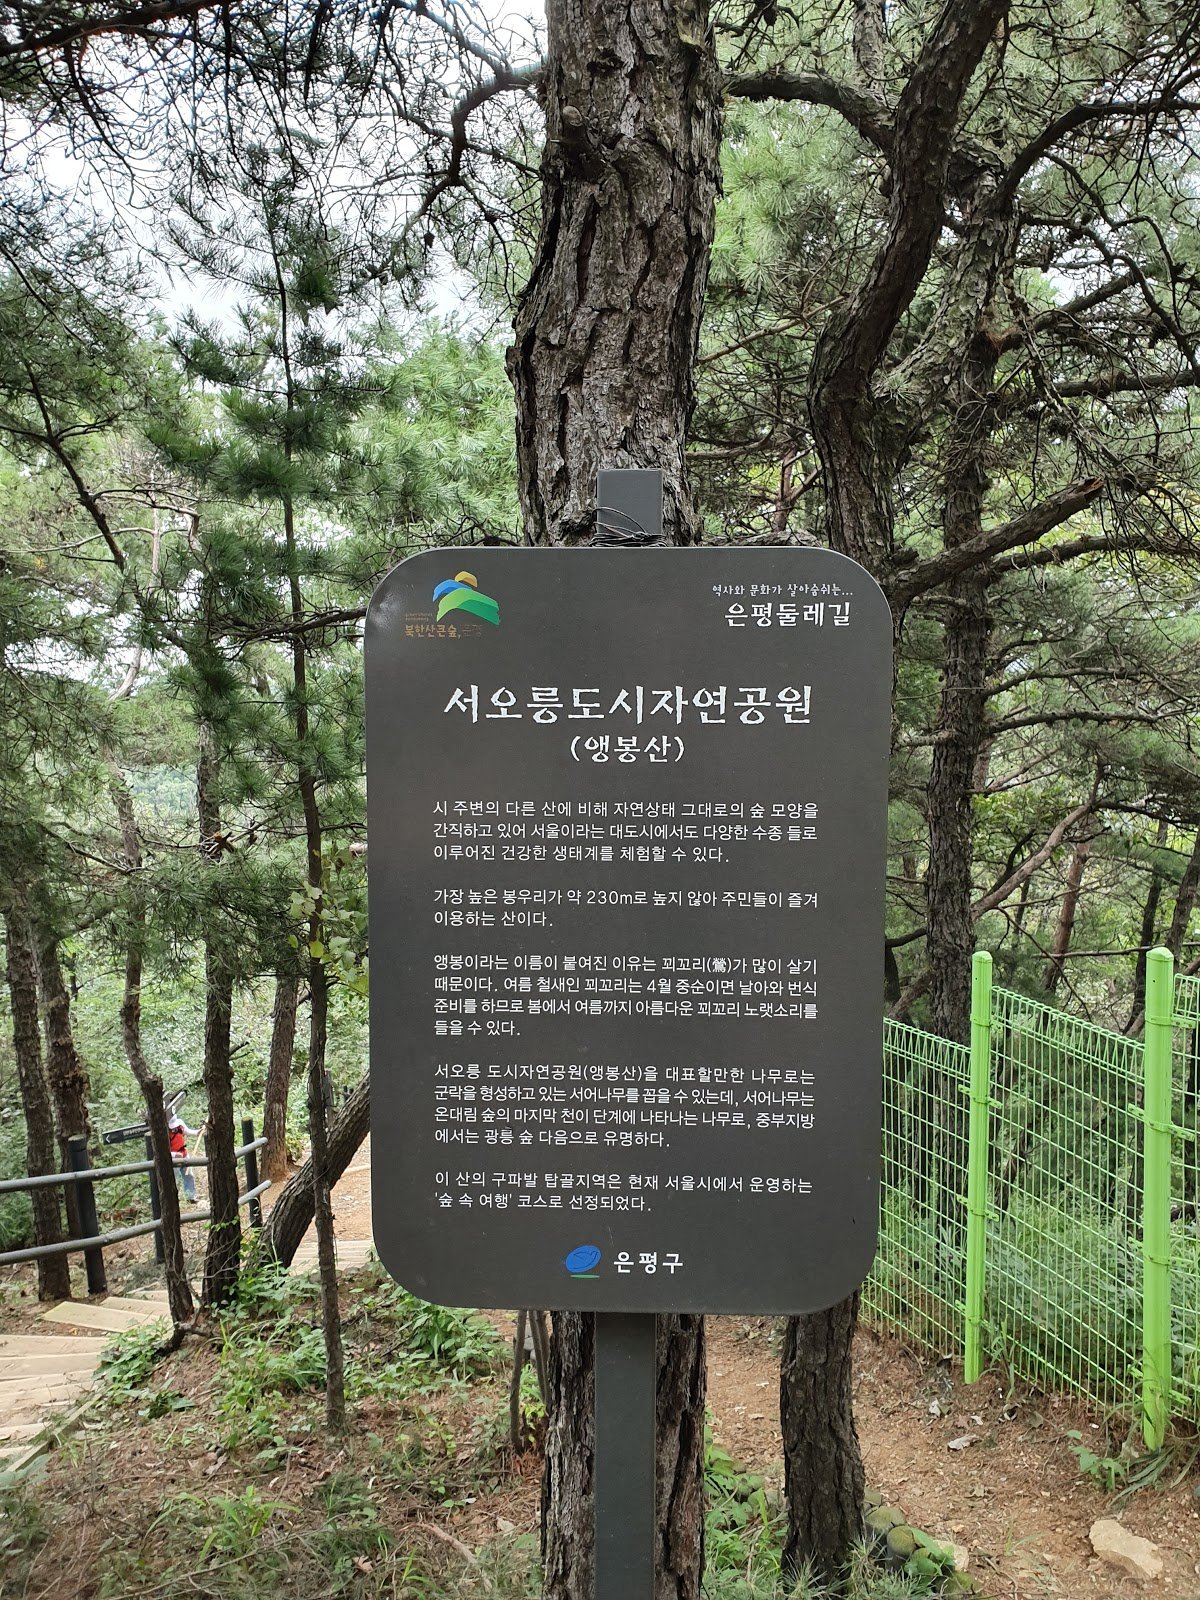 북한산큰숲, 은평
역사와 문화가 살아숨쉬는...
은평둘레길
서오릉도시자연공원
(앵봉산)
시 주변의 다른 산에 비해 자연상태 그대로의 숲 모양을
간직하고 있어 서울이라는 대도시에서도 다양한 수종 들로
이루어진 건강한 생태계를 체험할 수 있다.
가장 높은 봉우리가 약 230m로 높지 않아 주민들이 즐겨
이용하는 산이다.
앵봉이라는 이름이 붙여진 이유는 꾀꼬리(鶯)가 많이 살기
때문이다. 여름 철새인 꾀꼬리는 4월 중순이면 날아와 번식
준비를 하므로 봄에서 여름까지 아름다운 꾀꼬리 노랫소리를
들을 수 있다.
서오릉 도시자연공원(앵봉산)을 대표할만한 나무로는
군락을 형성하고 있는 서어나무를 꼽을 수 있는데, 서어나무는
온대림 숲의 마지막 천이 단계에 나타나는 나무로, 중부지방
에서는 광릉 숲 다음으로 유명하다.
이 산의 구파발 탑골지역은 현재 서울시에서 운영하는
'숲 속 여행' 코스로 선정되었다.
은평구